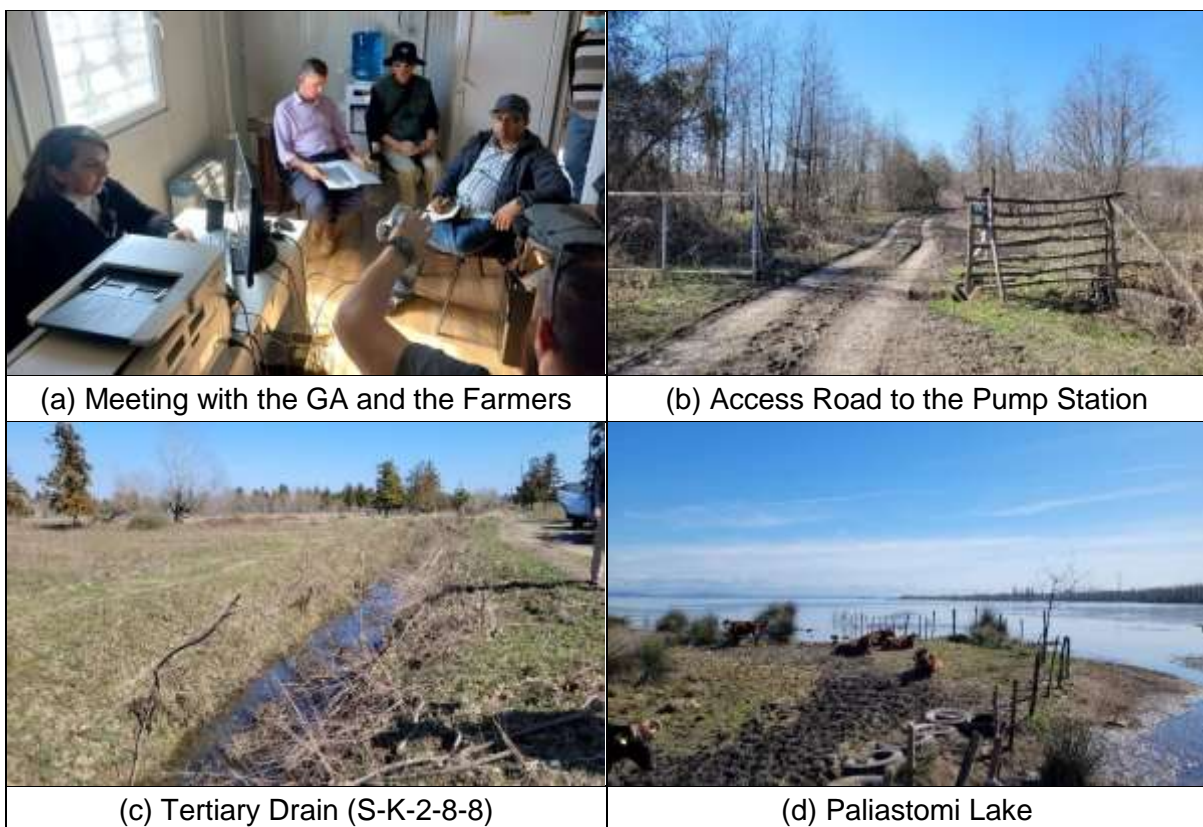 (a) Meeting with the GA and the Farmers
(b) Access Road to the Pump Station
(c) Tertiary Drain (S-K-2-8-8)
(d) Paliastomi Lake